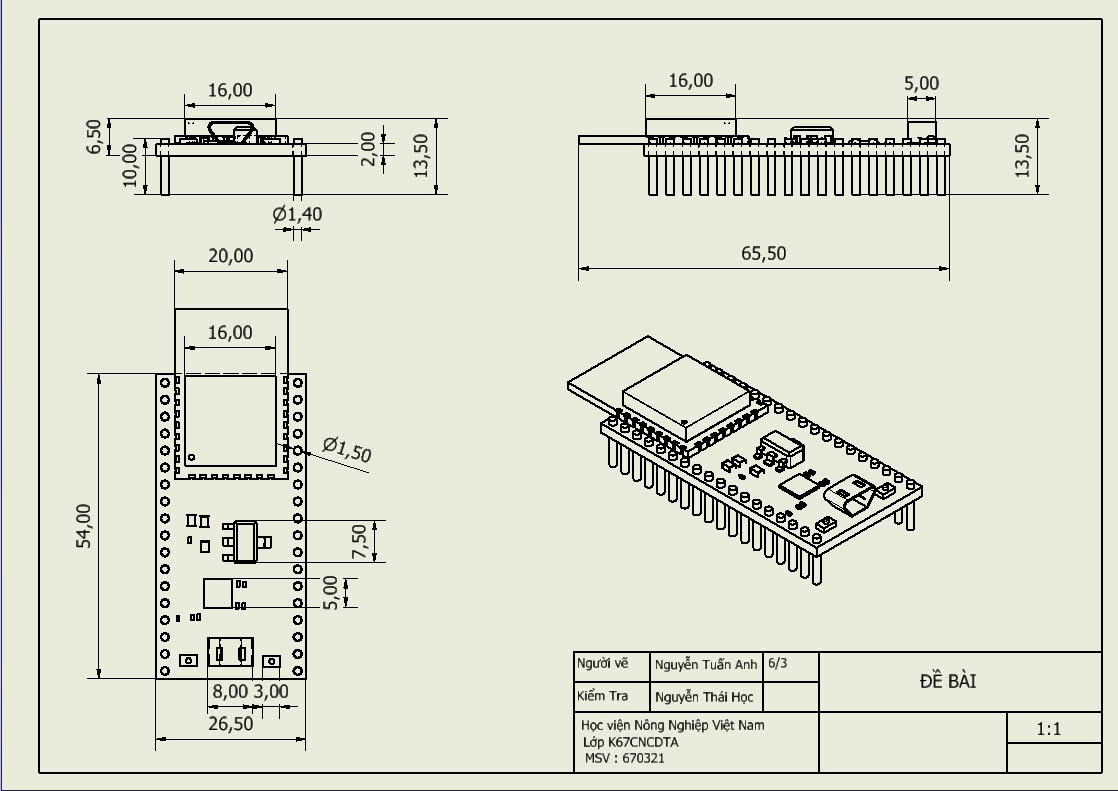 16,00
6,50
10,00
2,00
13,50
Ø1,40
16,00
5,00
13,50
65,50
20,00
16,00
Ø1,50
54,00
7,50
5,00
8,00
3,00
26,50
Người vẽ
Nguyễn Tuấn Anh
6/3
Kiểm Tra
Nguyễn Thái Học
ĐỀ BÀI
Học viện Nông Nghiệp Việt Nam
Lớp K67CNCDTA
MSV : 670321
1:1